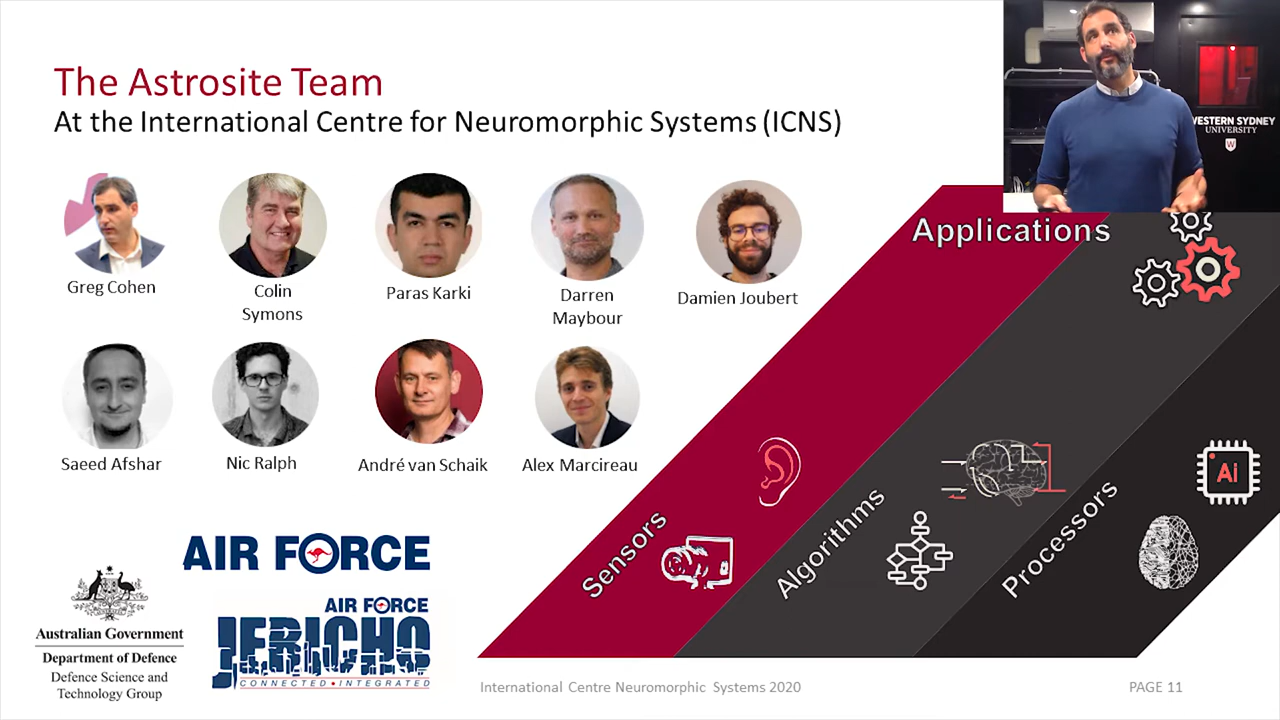 The Astrosite Team
At the International Centre for Neuromorphic Systems (ICNS)
WESTERN SYDNEY
UNIVERSITY
W
Greg Cohen
Colin
Symons
Paras Karki
Darren
Maybour
Damien Joubert
Saeed Afshar
Nic Ralph
André van Schaik
Alex Marcireau
Applications
Sensors
Algorithms
Processors
Ai
AIR FORCE
Australian Government
Department of Defence
Defence Science and
Technology Group
AIR FORCE
JERICHO
CONNECTED • INTEGRATED
International Centre Neuromorphic Systems 2020
PAGE 11